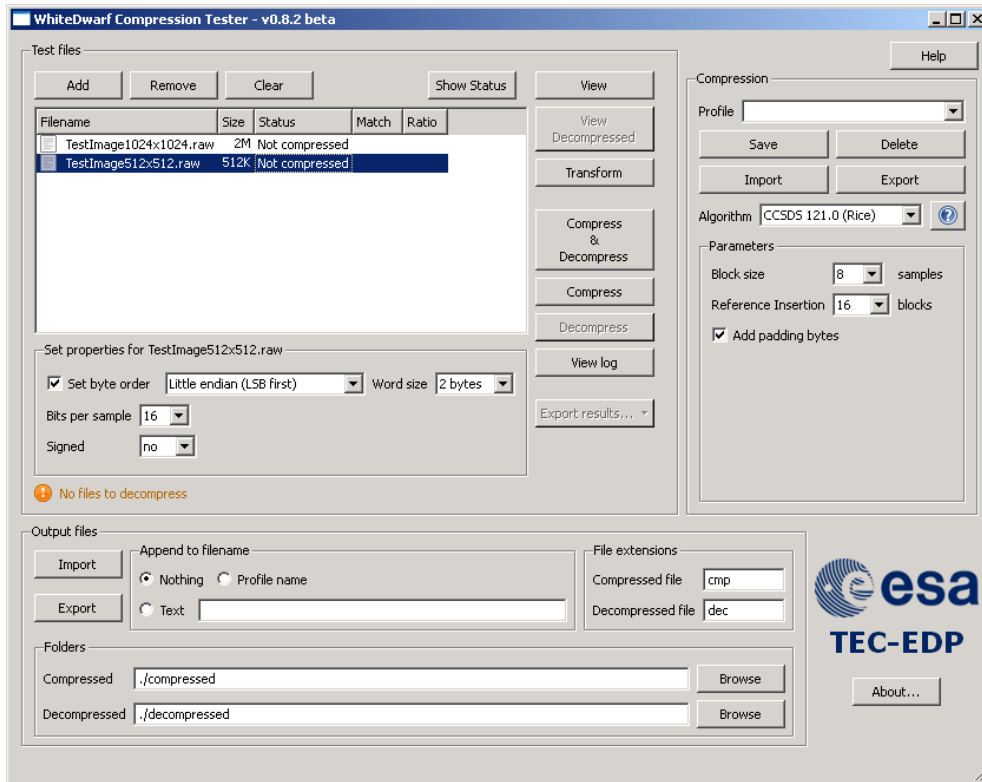 WhiteDwarf Compression Tester - v0.8.2 beta
Test files
Add Remove Clear Show Status
Filename Size Status Match Ratio
TestImage1024x1024.raw 2M Not compressed
TestImage512x512.raw 512K Not compressed
Set properties for TestImage512x512.raw
Set byte order Little endian (LSB first) Word size 2 bytes
Bits per sample 16
Signed no
No files to decompress
View
View
Decompressed
Transform
Compress
&
Decompress
Compress
Decompress
View log
Export results...
Help
Compression
Profile
Save Delete
Import Export
Algorithm CCSDS 121.0 (Rice)
Parameters
Block size 8 samples
Reference Insertion 16 blocks
Add padding bytes
Output files
Import
Export
Append to filename
Nothing Profile name
Text
File extensions
Compressed file cmp
Decompressed file dec
Folders
Compressed ./compressed Browse
Decompressed ./decompressed Browse
esa
TEC-EDP
About...